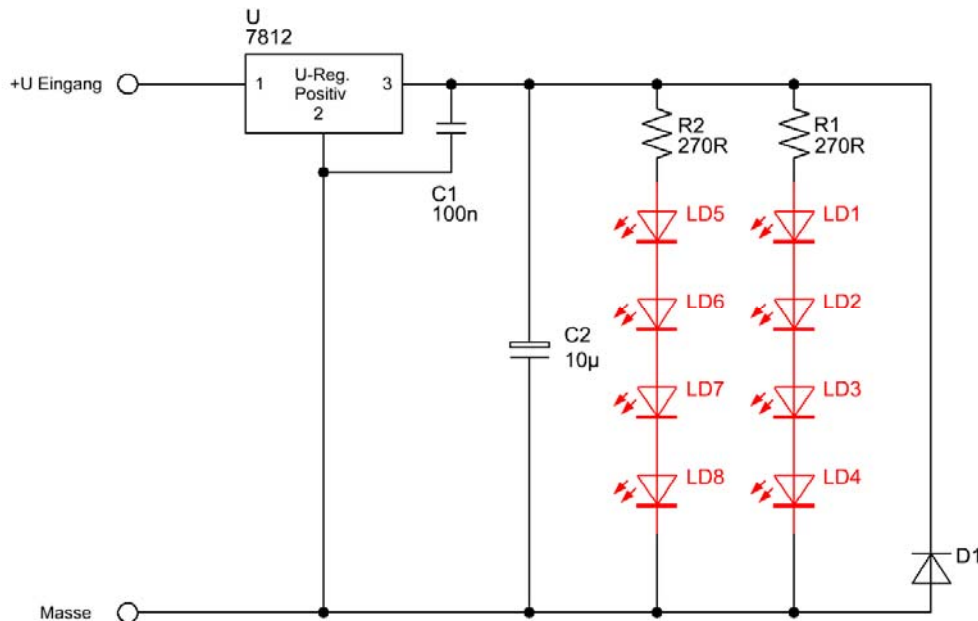 U
7812
+U Eingang
1
U-Reg.
3
Positiv
2
C1
100n
C2
10µ
R2
270R
R1
270R
LD5
LD1
LD6
LD2
LD7
LD3
LD8
LD4
D1
Masse